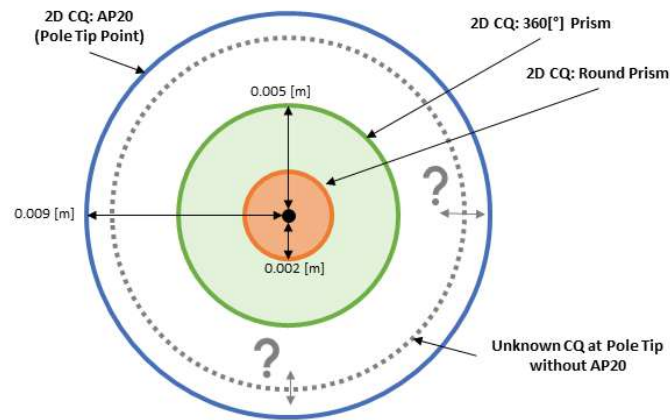 2D CQ: AP20
(Pole Tip Point)
2D CQ: 360[°] Prism
2D CQ: Round Prism
0.005 [m]
?
0.009 [m]
0.002 [m]
?
Unknown CQ at Pole Tip
without AP20